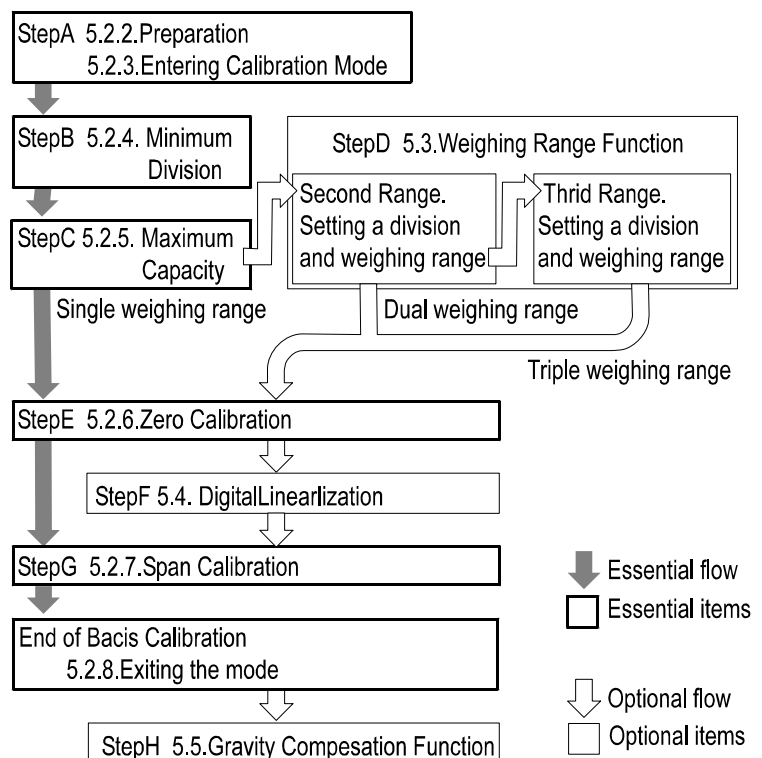 StepA 5.2.2.Preparation
5.2.3.Entering Calibration Mode
StepB 5.2.4. Minimum
Division
StepC 5.2.5. Maximum
Capacity
StepD 5.3.Weighing Range Function
Second Range.
Setting a division
and weighing range
Thrid Range.
Setting a division
and weighing range
Single weighing range
Dual weighing range
Triple weighing range
StepE 5.2.6.Zero Calibration
StepF 5.4. DigitalLinearlization
StepG 5.2.7.Span Calibration
End of Bacis Calibration
5.2.8.Exiting the mode
StepH 5.5.Gravity Compesation Function
Essential flow
Essential items
Optional flow
Optional items